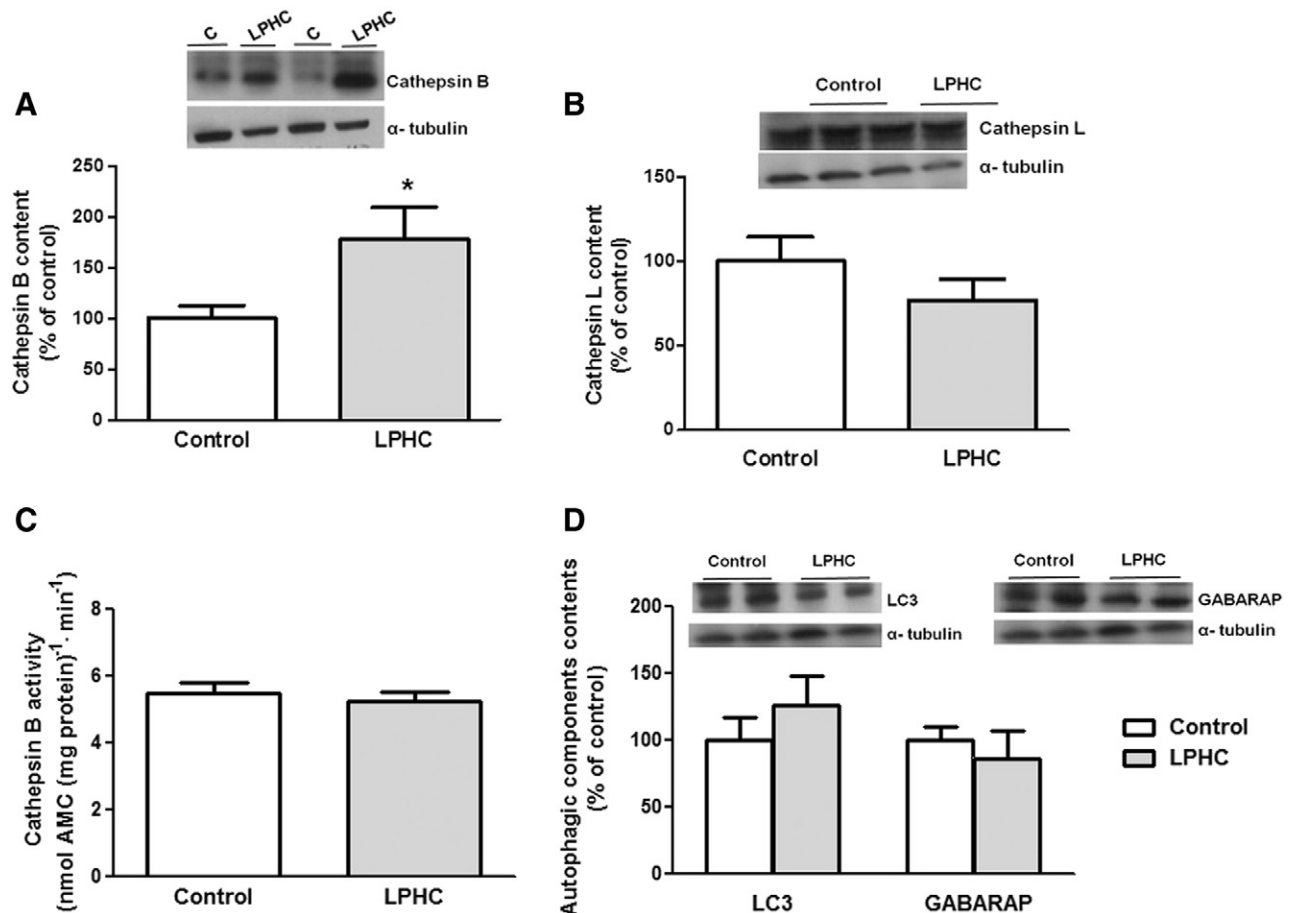 A
C LPHC C LPHC
Cathepsin B
α- tubulin
Cathepsin B content
(% of control)
250
200
150
100
50
0
*
Control LPHC
B
Control LPHC
Cathepsin L
α- tubulin
Cathepsin L content
(% of control)
150
100
50
0
Control LPHC
C
Cathepsin B activity
(nmol AMC (mg protein)⁻¹· min⁻¹)
8
6
4
2
0
Control LPHC
D
Control LPHC
LC3
α- tubulin
Control LPHC
GABARAP
α- tubulin
Autophagic components contents
(% of control)
200
150
100
50
0
LC3 GABARAP
Control
LPHC